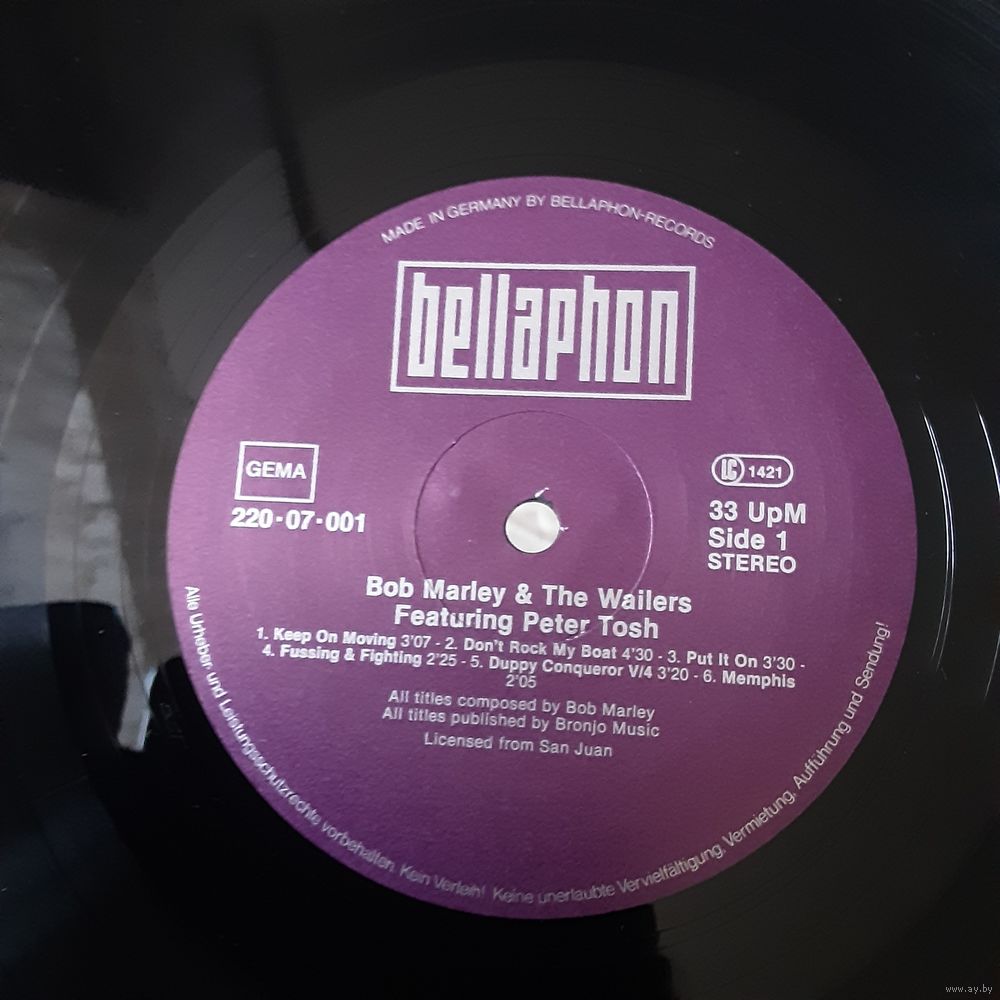 MADE IN GERMANY BY BELLAPHON-RECORDS
bellaphon
GEMA
220-07-001
LC 1421
33 UpM
Side 1
STEREO
Bob Marley & The Wailers
Featuring Peter Tosh
1. Keep On Moving 3'07 - 2. Don't Rock My Boat 4'30 - 3. Put It On 3'30 -
4. Fussing & Fighting 2'25 - 5. Duppy Conqueror V/4 3'20 - 6. Memphis
2'05
All titles composed by Bob Marley
All titles published by Bronjo Music
Licensed from San Juan
Alle Urheber- und Leistungsschutzrechte vorbehalten. Kein Verleih! Keine unerlaubte Vervielfältigung, Vermietung, Aufführung und Sendung!
www.ay.by